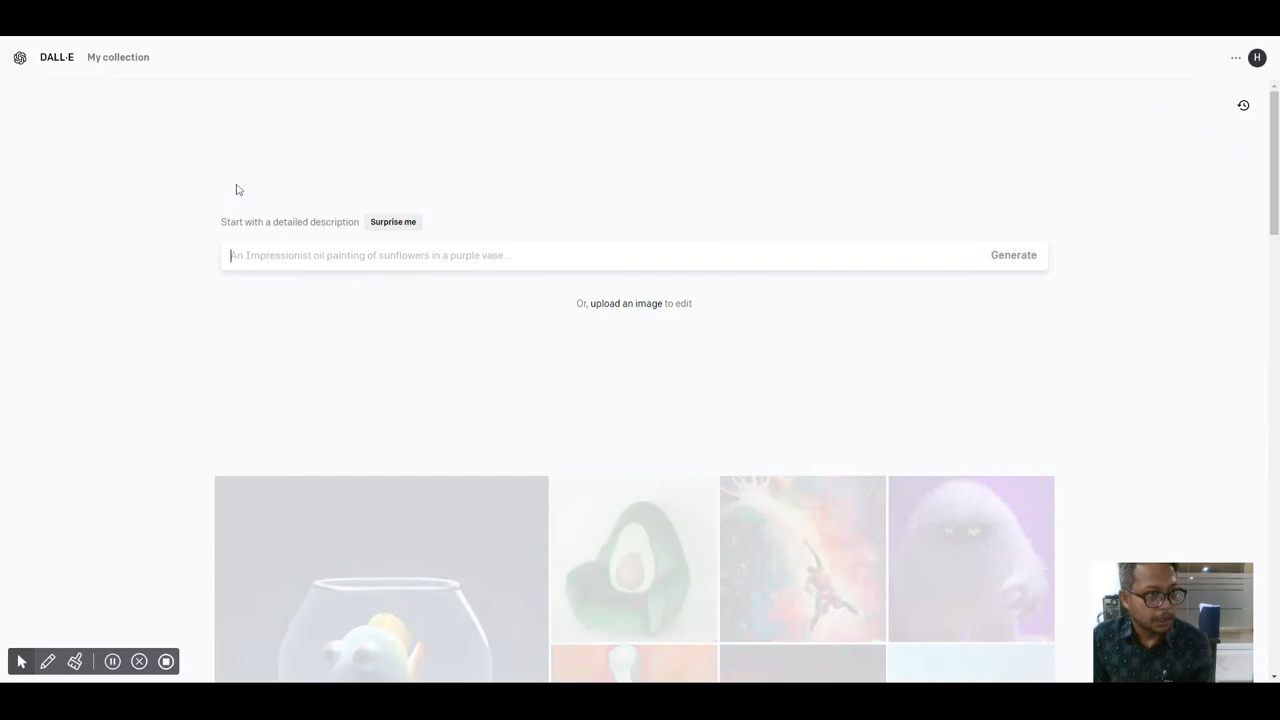 DALL·E My collection ... H
Start with a detailed description Surprise me
An Impressionist oil painting of sunflowers in a purple vase... Generate
Or, upload an image to edit